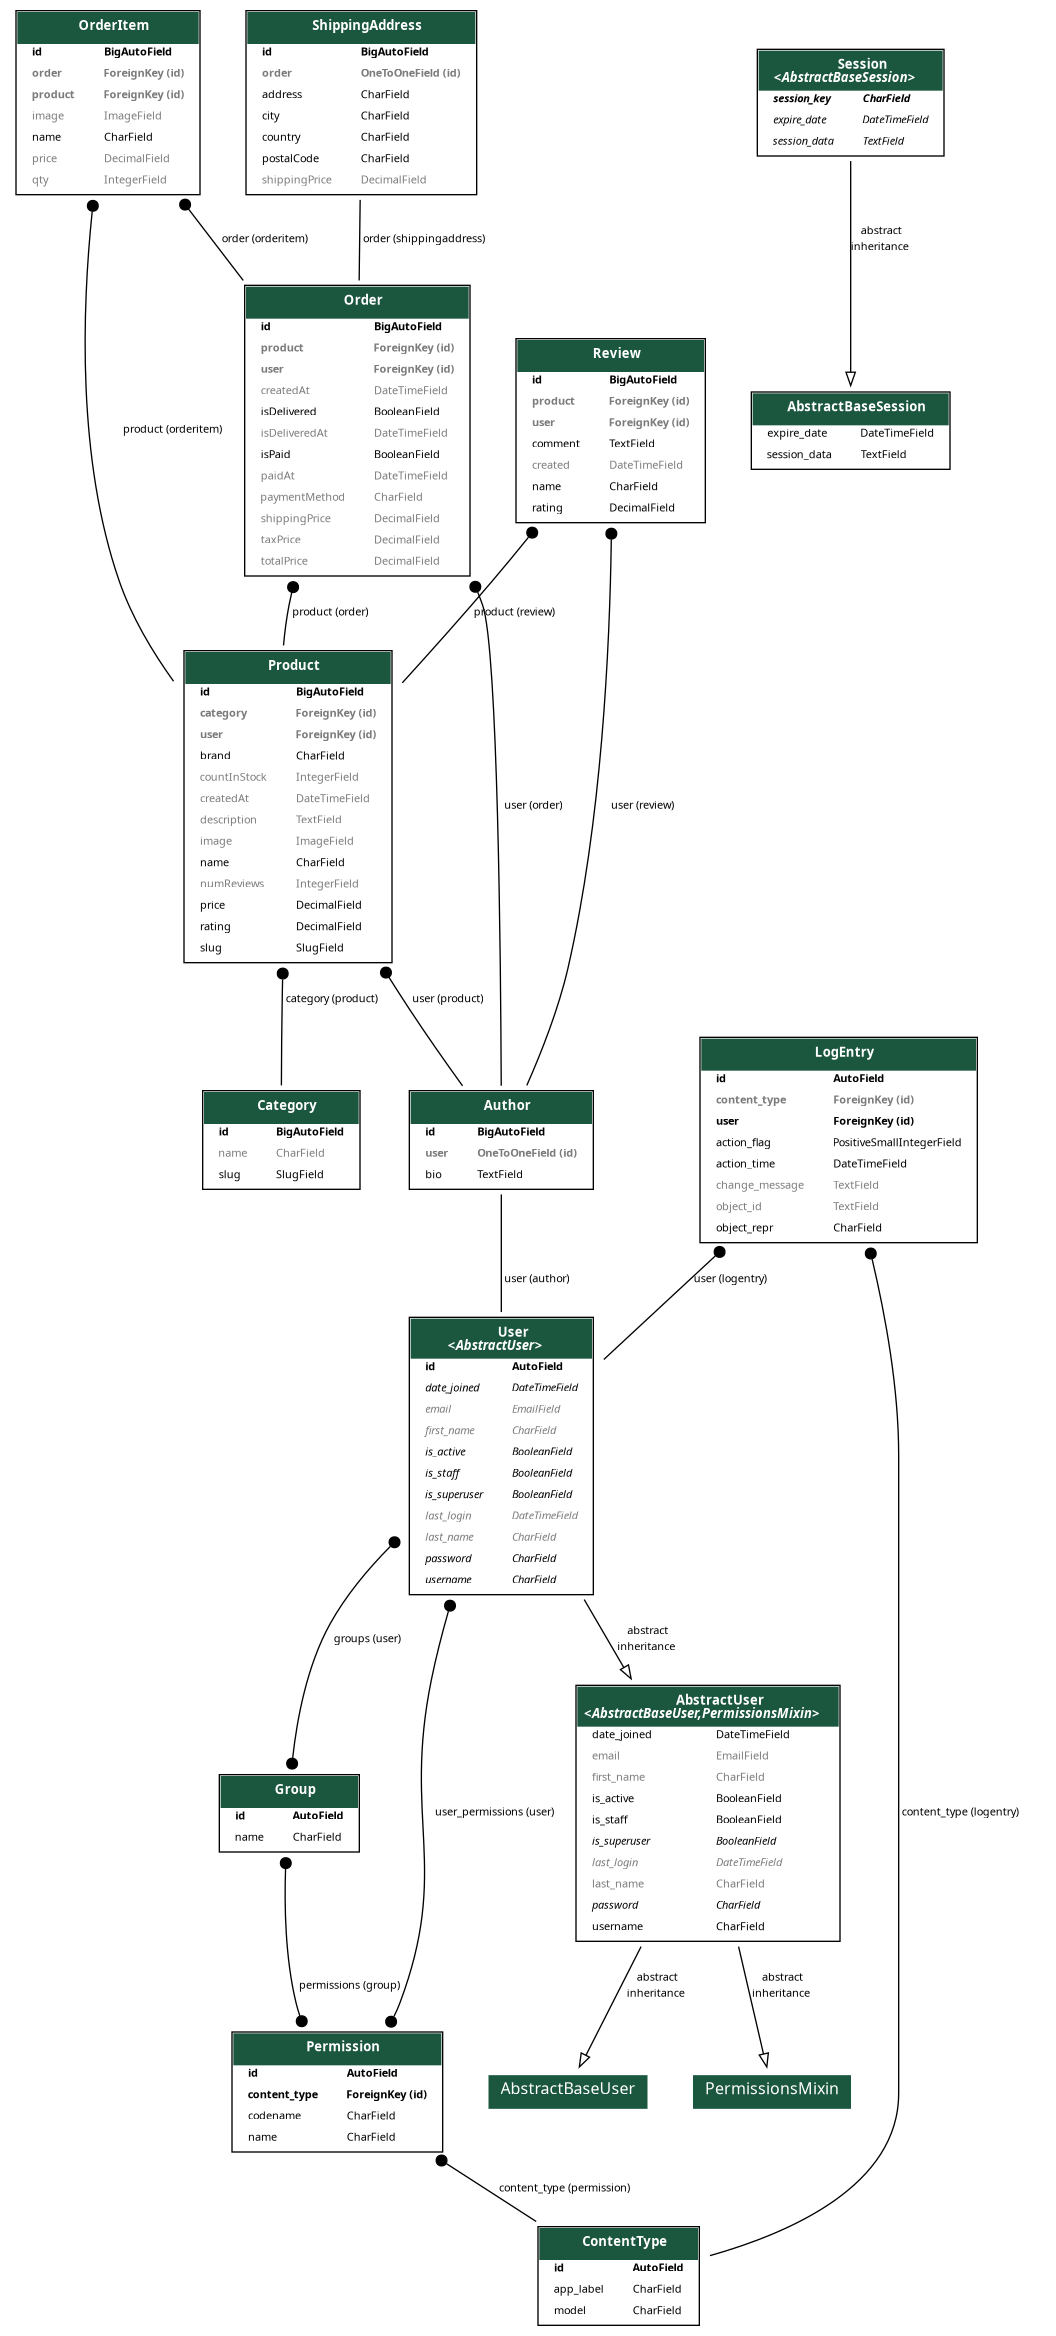 OrderItem
id BigAutoField
order ForeignKey (id)
product ForeignKey (id)
image ImageField
name CharField
price DecimalField
qty IntegerField
ShippingAddress
id BigAutoField
order OneToOneField (id)
address CharField
city CharField
country CharField
postalCode CharField
shippingPrice DecimalField
Session
<AbstractBaseSession>
session_key CharField
expire_date DateTimeField
session_data TextField
order (orderitem)
order (shippingaddress)
abstract
inheritance
Order
id BigAutoField
product ForeignKey (id)
user ForeignKey (id)
createdAt DateTimeField
isDelivered BooleanField
isDeliveredAt DateTimeField
isPaid BooleanField
paidAt DateTimeField
paymentMethod CharField
shippingPrice DecimalField
taxPrice DecimalField
totalPrice DecimalField
Review
id BigAutoField
product ForeignKey (id)
user ForeignKey (id)
comment TextField
created DateTimeField
name CharField
rating DecimalField
AbstractBaseSession
expire_date DateTimeField
session_data TextField
product (orderitem)
product (order)
product (review)
Product
id BigAutoField
category ForeignKey (id)
user ForeignKey (id)
brand CharField
countInStock IntegerField
createdAt DateTimeField
description TextField
image ImageField
name CharField
numReviews IntegerField
price DecimalField
rating DecimalField
slug SlugField
user (order)
user (review)
category (product)
user (product)
Category
id BigAutoField
name CharField
slug SlugField
Author
id BigAutoField
user OneToOneField (id)
bio TextField
LogEntry
id AutoField
content_type ForeignKey (id)
user ForeignKey (id)
action_flag PositiveSmallIntegerField
action_time DateTimeField
change_message TextField
object_id TextField
object_repr CharField
user (author)
user (logentry)
User
<AbstractUser>
id AutoField
date_joined DateTimeField
email EmailField
first_name CharField
is_active BooleanField
is_staff BooleanField
is_superuser BooleanField
last_login DateTimeField
last_name CharField
password CharField
username CharField
groups (user)
abstract
inheritance
AbstractUser
<AbstractBaseUser,PermissionsMixin>
date_joined DateTimeField
email EmailField
first_name CharField
is_active BooleanField
is_staff BooleanField
is_superuser BooleanField
last_login DateTimeField
last_name CharField
password CharField
username CharField
Group
id AutoField
name CharField
user_permissions (user)
content_type (logentry)
permissions (group)
abstract
inheritance
abstract
inheritance
Permission
id AutoField
content_type ForeignKey (id)
codename CharField
name CharField
AbstractBaseUser
PermissionsMixin
content_type (permission)
ContentType
id AutoField
app_label CharField
model CharField